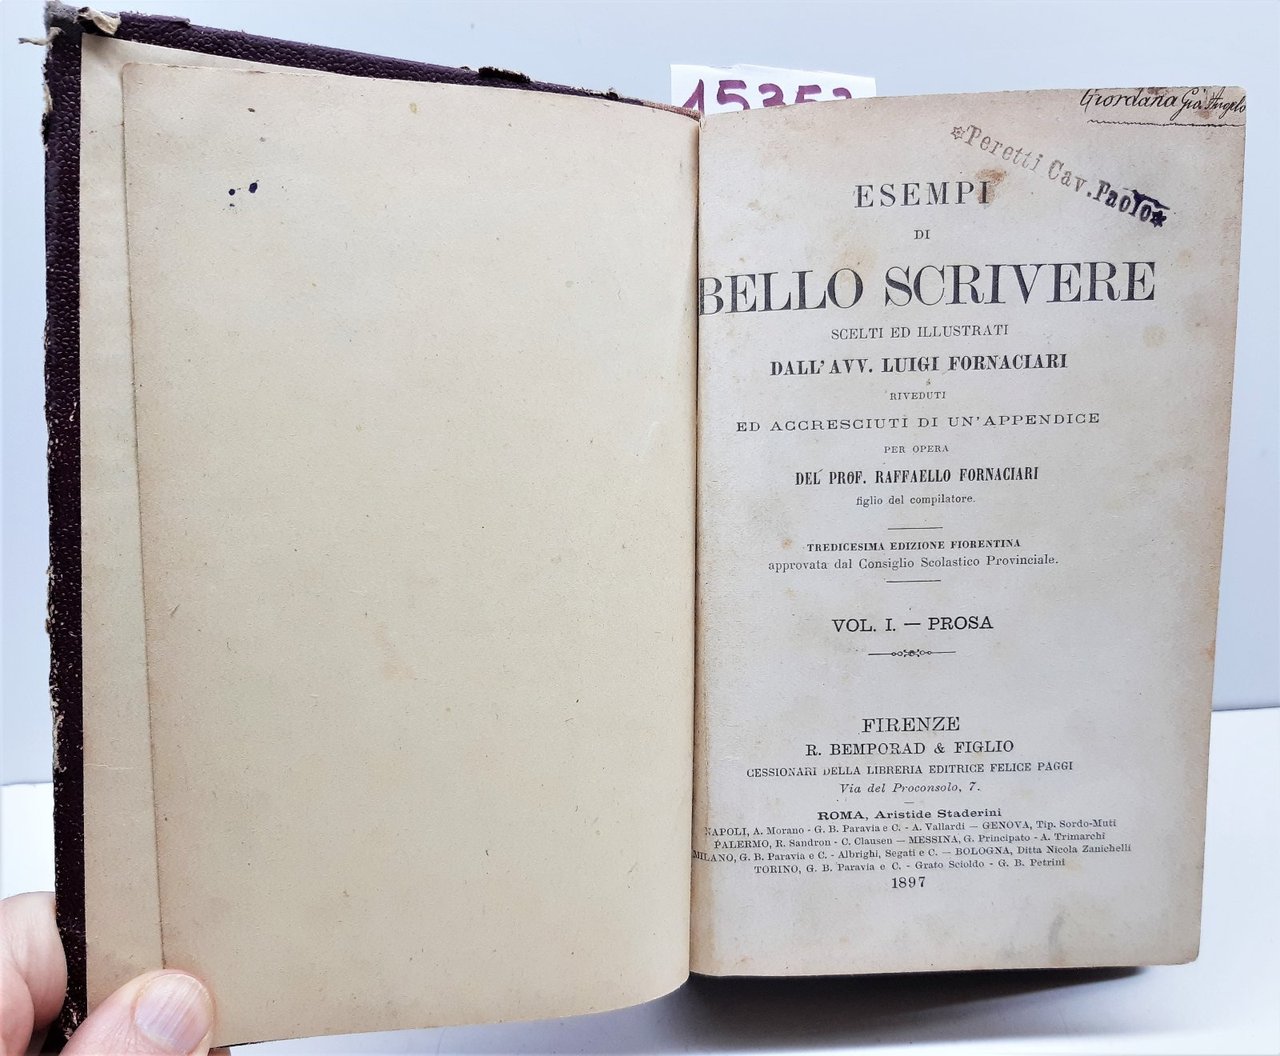 15353
Giordana Gio Angelo
*Peretti Cav. Paolo*
ESEMPI
DI
BELLO SCRIVERE
SCELTI ED ILLUSTRATI
DALL'AVV. LUIGI FORNACIARI
RIVEDUTI
ED ACCRESCIUTI DI UN'APPENDICE
PER OPERA
DEL PROF. RAFFAELLO FORNACIARI
figlio del compilatore.
TREDICESIMA EDIZIONE FIORENTINA
approvata dal Consiglio Scolastico Provinciale.
VOL. I. — PROSA
FIRENZE
R. BEMPORAD & FIGLIO
CESSIONARI DELLA LIBRERIA EDITRICE FELICE PAGGI
Via del Proconsolo, 7.
ROMA, Aristide Staderini
NAPOLI, A. Morano - G. B. Paravia e C. - A. Vallardi — GENOVA, Tip. Sordo-Muti
PALERMO, R. Sandron - C. Clausen — MESSINA, G. Principato - A. Trimarchi
MILANO, G. B. Paravia e C. - Albrighi, Segati e C. — BOLOGNA, Ditta Nicola Zanichelli
TORINO, G. B. Paravia e C. - Grato Scioldo - G. B. Petrini
1897